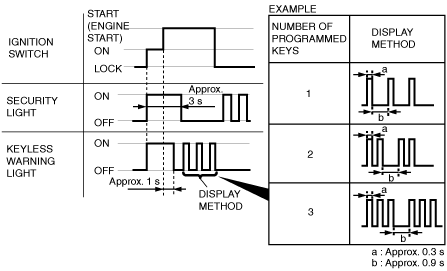 IGNITION
SWITCH
START
(ENGINE
START)
ON
LOCK
SECURITY
LIGHT
ON
OFF
Approx.
3 s
KEYLESS
WARNING
LIGHT
ON
OFF
Approx. 1 s
DISPLAY
METHOD
EXAMPLE
NUMBER OF
PROGRAMMED
KEYS
DISPLAY
METHOD
1
a
b
2
a
b
3
a
b
a : Approx. 0.3 s
b : Approx. 0.9 s